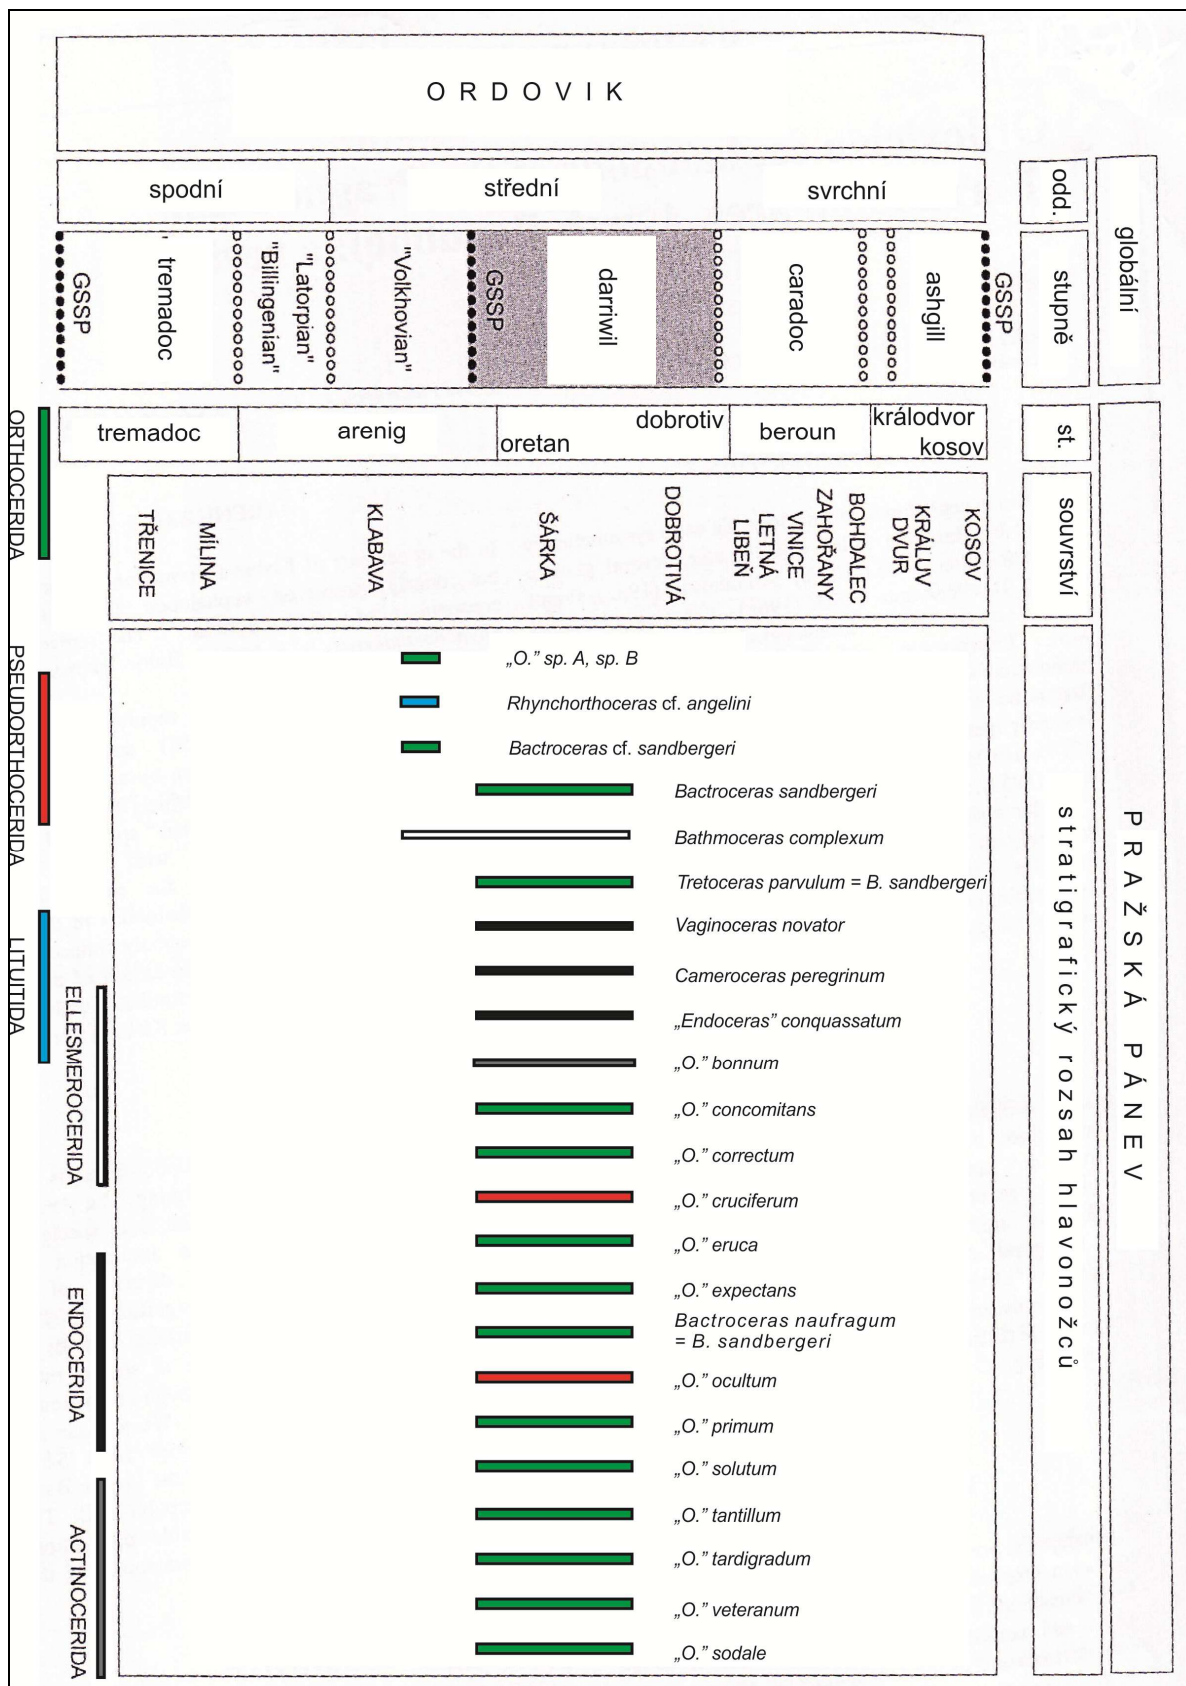 ORDOVIK
spodní
střední
svrchní
odd.
globální
GSSP
tremadoc
"Billingenian"
"Latorpian"
"Volkhovian"
GSSP
darriwil
caradoc
ashgill
GSSP
stupně
tremadoc
arenig
oretan
dobrotiv
beroun
královdvor
kosov
st.
TŘENICE
MÍLINA
KLABAVA
ŠÁRKA
DOBROTIVÁ
LIBEŇ
LETNÁ
VINICE
ZAHOŘANY
BOHDALEC
KRÁLUV
DVUR
KOSOV
souvrství
„O.” sp. A, sp. B
Rhynchorthoceras cf. angelini
Bactroceras cf. sandbergeri
Bactroceras sandbergeri
Bathmoceras complexum
Tretoceras parvulum = B. sandbergeri
Vaginoceras novator
Cameroceras peregrinum
„Endoceras” conquassatum
„O.” bonnum
„O.” concomitans
„O.” correctum
„O.” cruciferum
„O.” eruca
„O.” expectans
Bactroceras naufragum
= B. sandbergeri
„O.” ocultum
„O.” primum
„O.” solutum
„O.” tantillum
„O.” tardigradum
„O.” veteranum
„O.” sodale
stratigrafický rozsah hlavonožců
PRAŽSKÁ PÁNEV
ORTHOCERIDA
PSEUDORTHOCERIDA
LITUITIDA
ELLESMEROCERIDA
ENDOCERIDA
ACTINOCERIDA